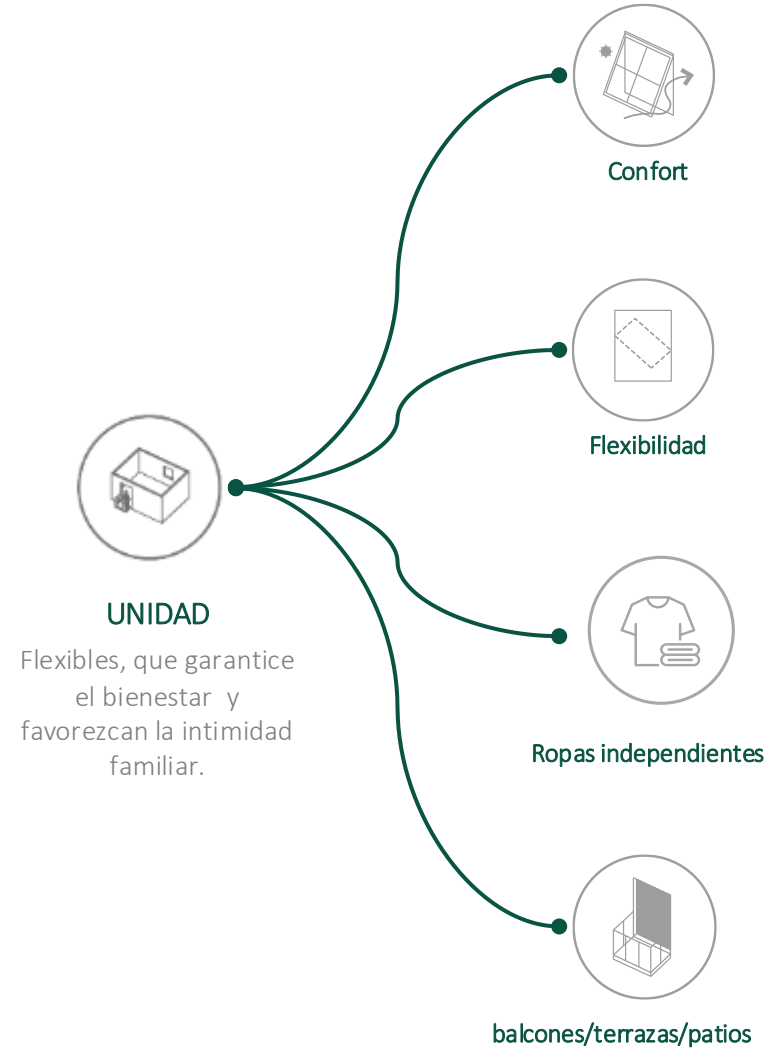 Confort
Flexibilidad
UNIDAD
Flexibles, que garantice
el bienestar y
favorezcan la intimidad
familiar.
Ropas independientes
balcones/terrazas/patios